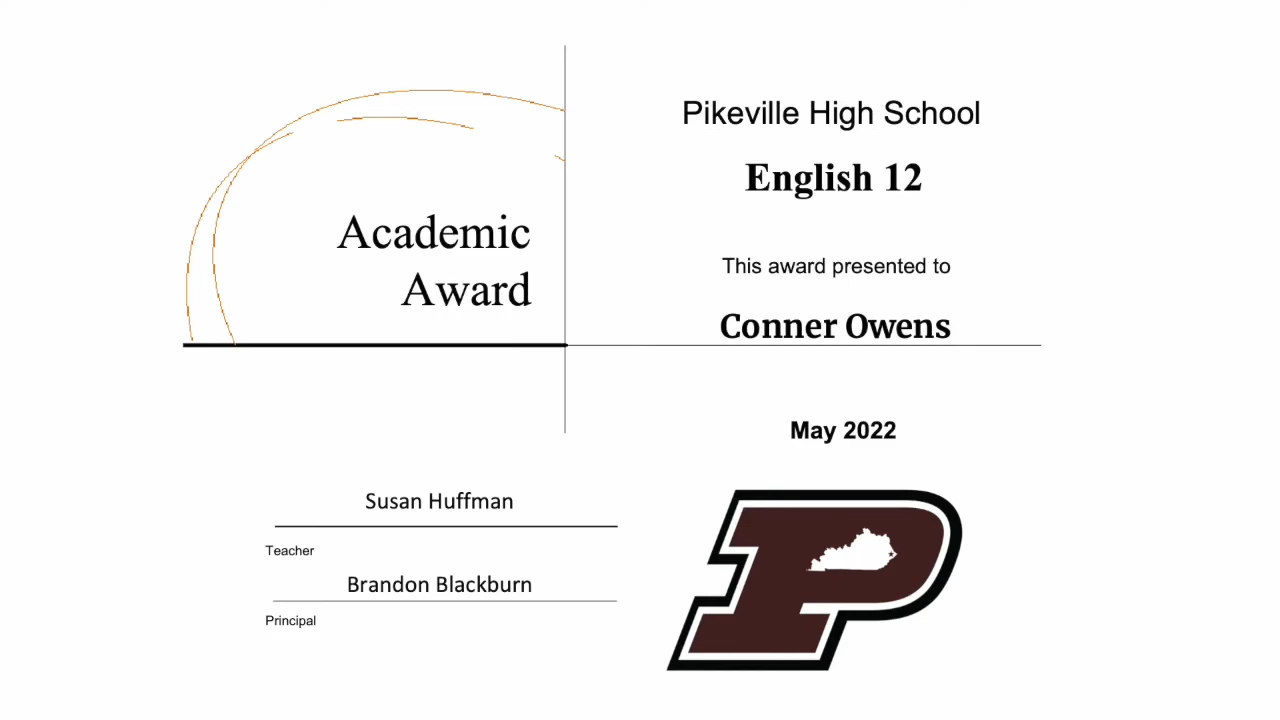 Academic
Award
Pikeville High School
English 12
This award presented to
Conner Owens
May 2022
Susan Huffman
Teacher
Brandon Blackburn
Principal
P